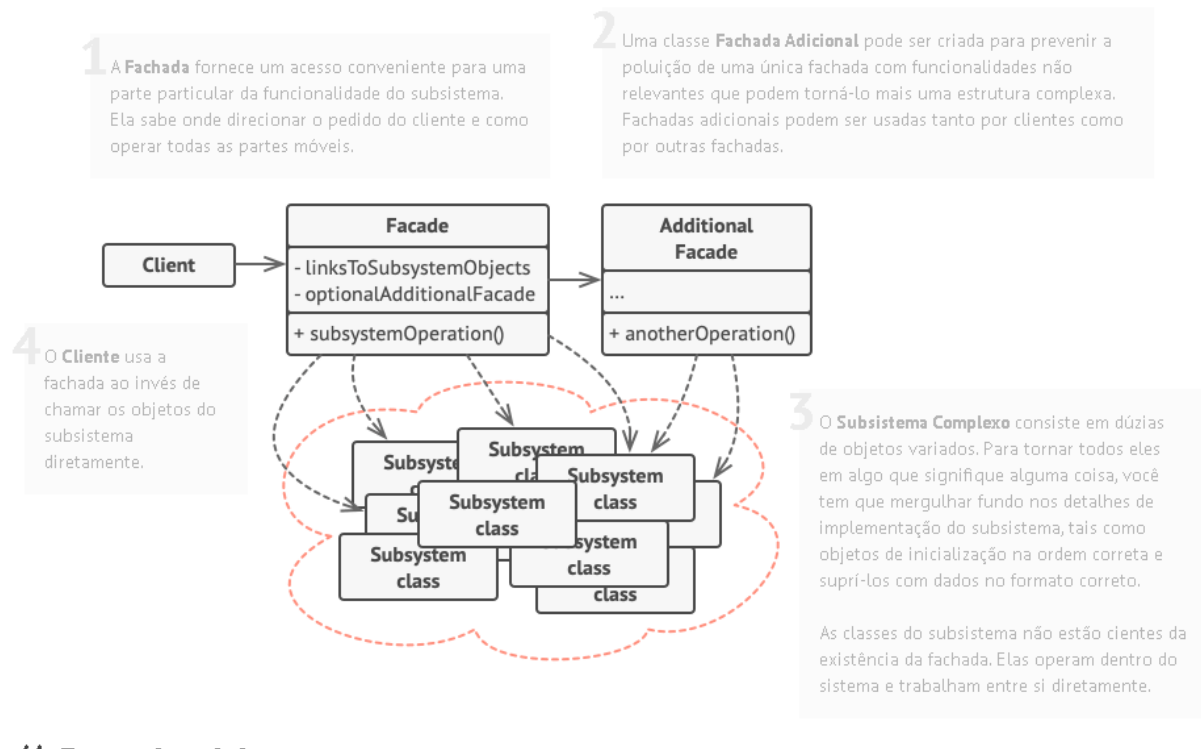 1
A Fachada fornece um acesso conveniente para uma
parte particular da funcionalidade do subsistema.
Ela sabe onde direcionar o pedido do cliente e como
operar todas as partes móveis.
2
Uma classe Fachada Adicional pode ser criada para prevenir a
poluição de uma única fachada com funcionalidades não
relevantes que podem torná-lo mais uma estrutura complexa.
Fachadas adicionais podem ser usadas tanto por clientes como
por outras fachadas.
Client
Facade
- linksToSubsystemObjects
- optionalAdditionalFacade
+ subsystemOperation()
Additional
Facade
...
+ anotherOperation()
4
O Cliente usa a
fachada ao invés de
chamar os objetos do
subsistema
diretamente.
Subsystem
class
Subsystem
class
Subsystem
class
class
class
3
O Subsistema Complexo consiste em dúzias
de objetos variados. Para tornar todos eles
em algo que signifique alguma coisa, você
tem que mergulhar fundo nos detalhes de
implementação do subsistema, tais como
objetos de inicialização na ordem correta e
suprí-los com dados no formato correto.
As classes do subsistema não estão cientes da
existência da fachada. Elas operam dentro do
sistema e trabalham entre si diretamente.